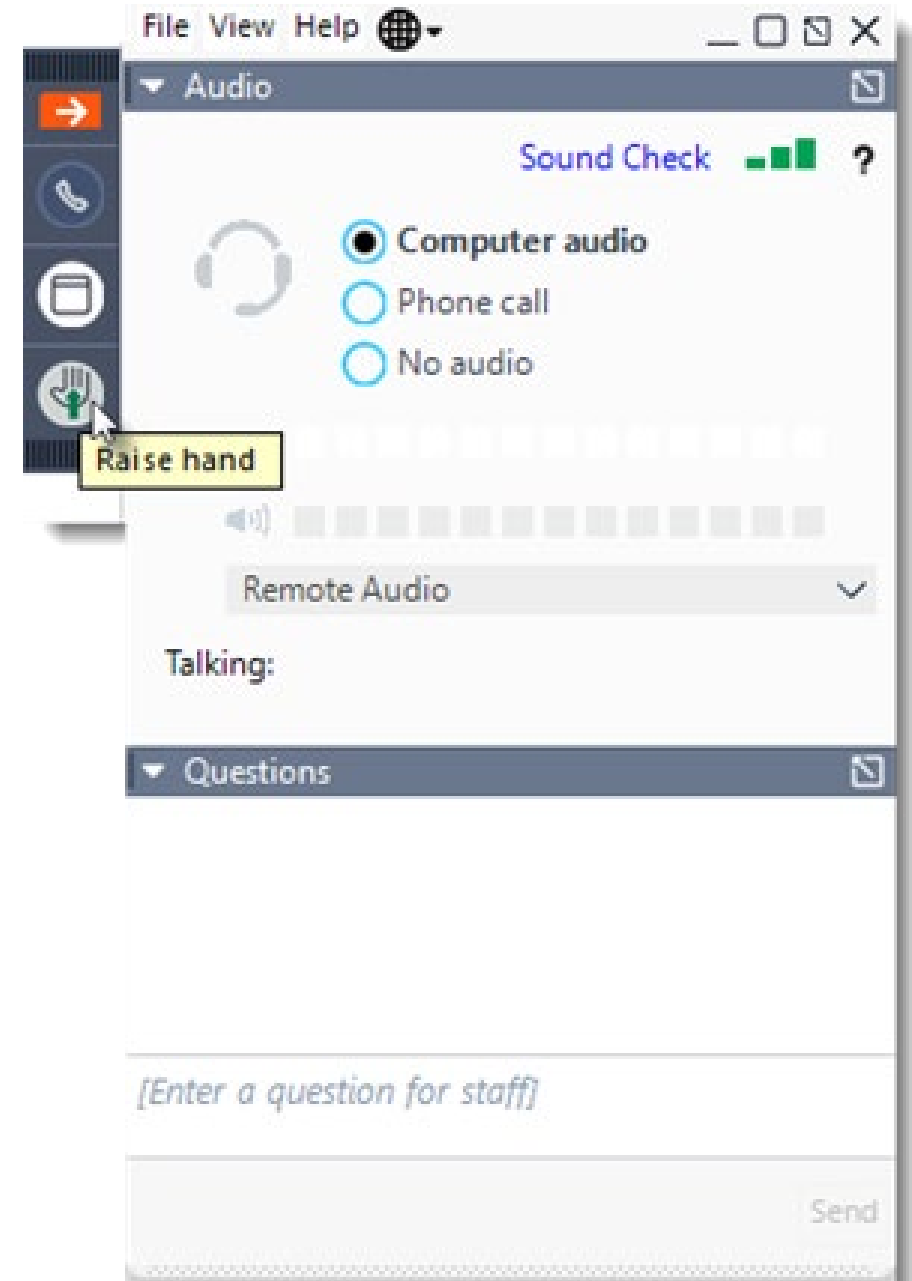 File View Help
Audio
Sound Check ?
Computer audio
Phone call
No audio
Raise hand
Remote Audio
Talking:
Questions
[Enter a question for staff]
Send